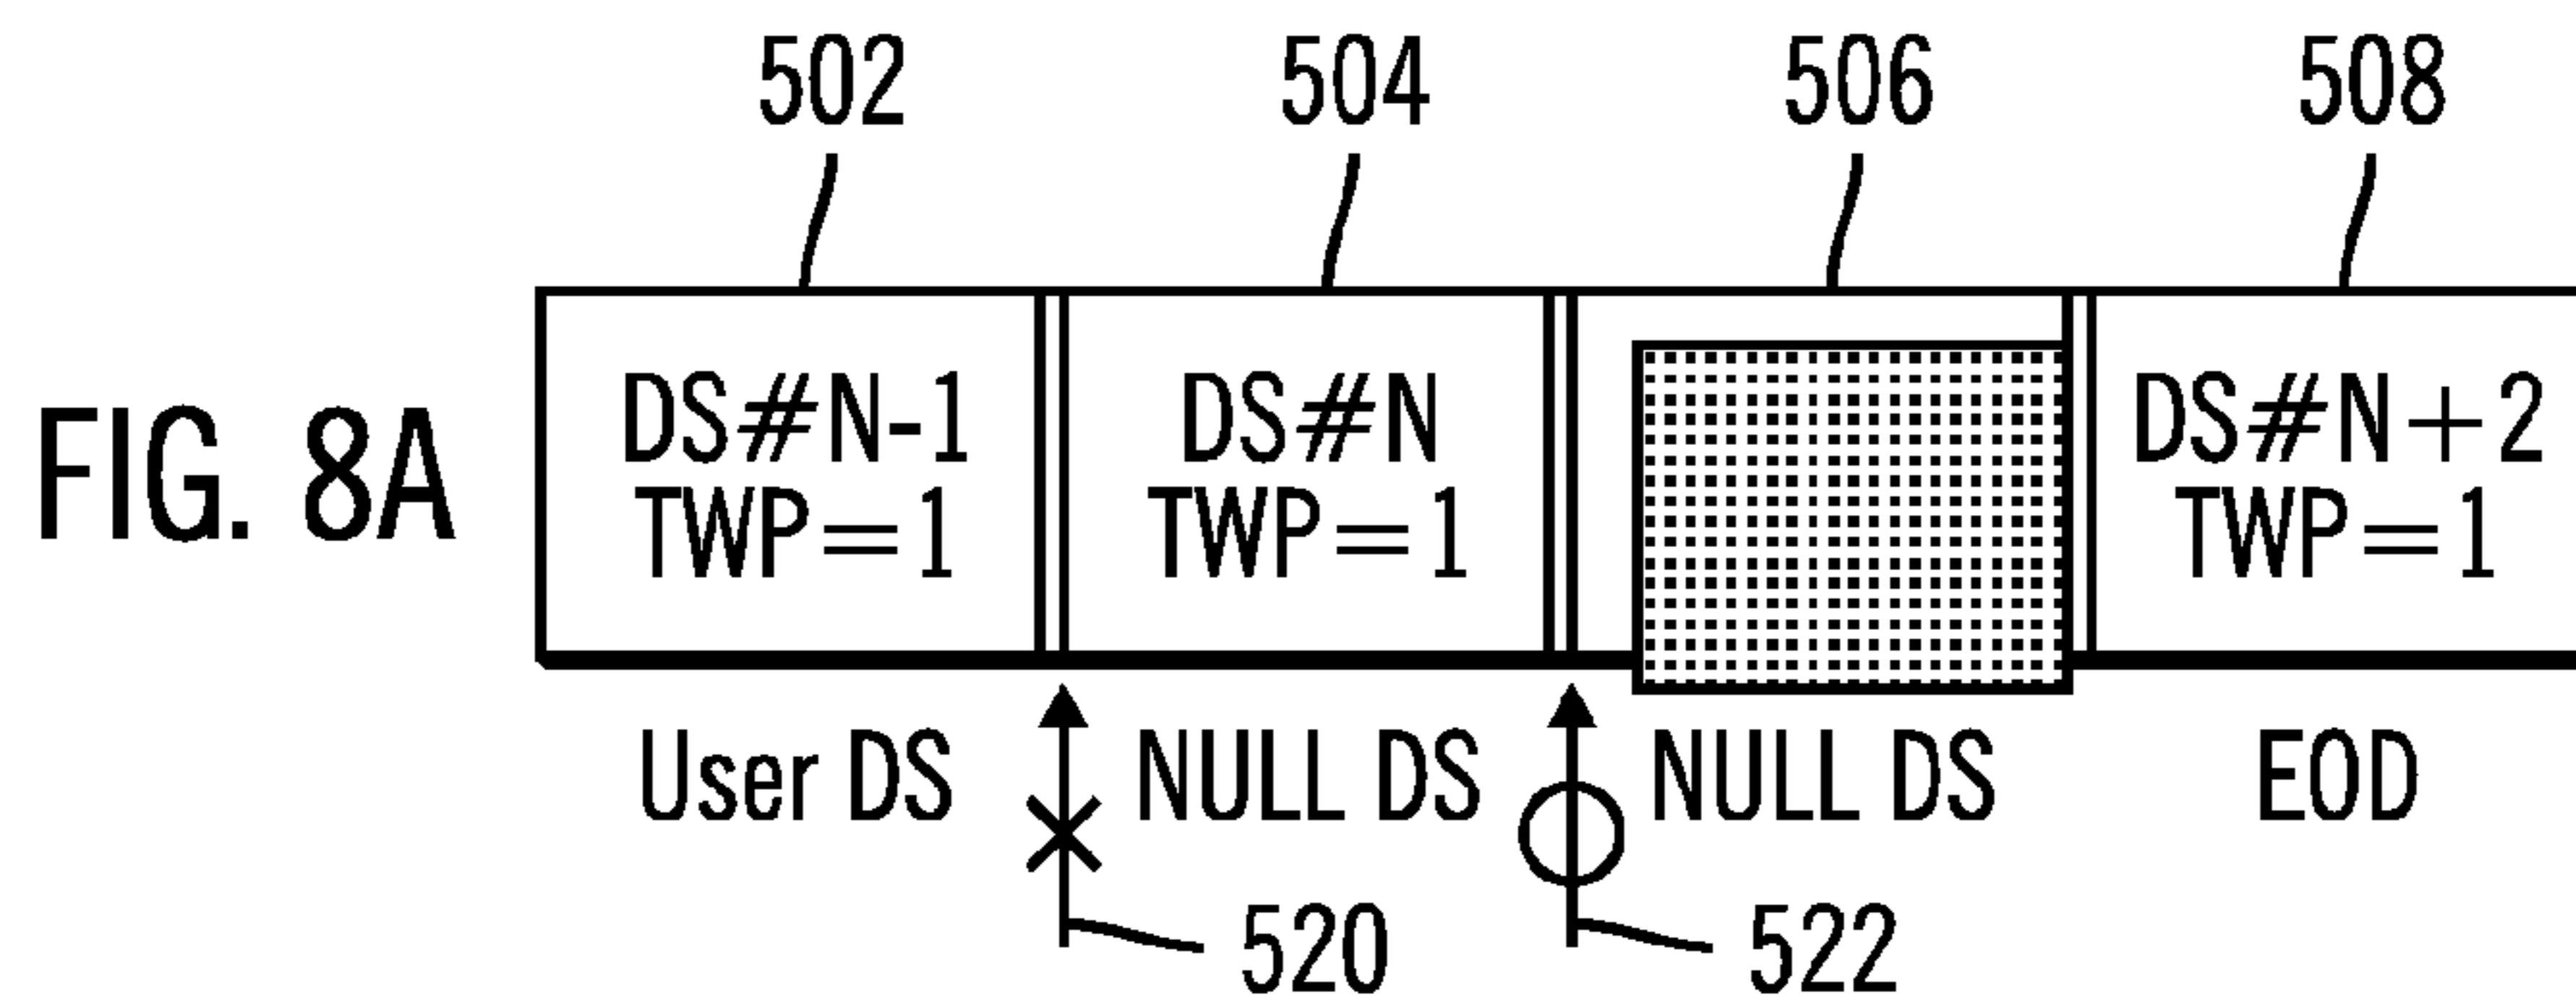 502 504 506 508
FIG. 8A
DS#N-1 DS#N DS#N+2
TWP=1 TWP=1 TWP=1
User DS NULL DS NULL DS EOD
520 522